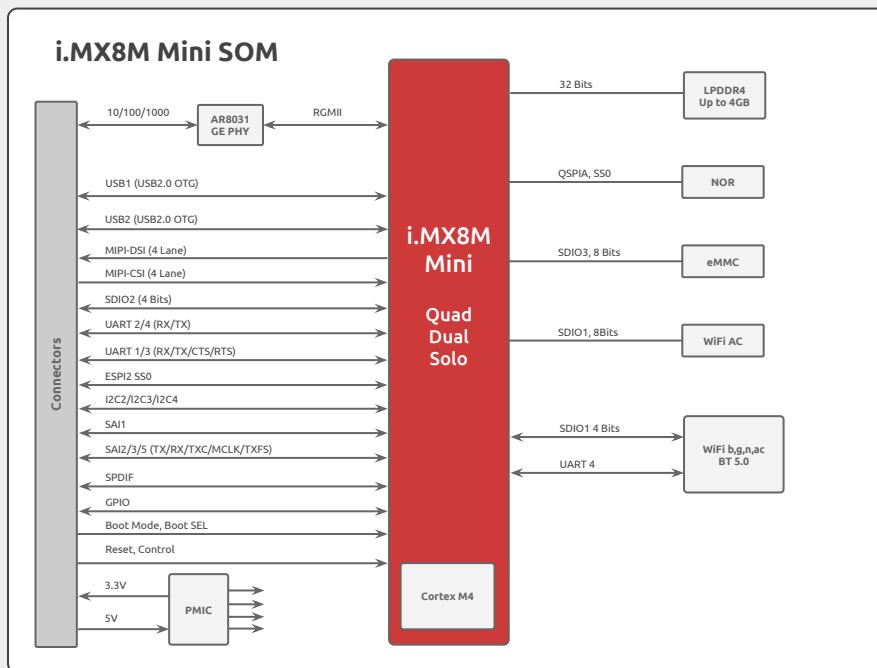 i.MX8M Mini SOM
Connectors
10/100/1000
AR8031
GE PHY
RGMII
USB1 (USB2.0 OTG)
USB2 (USB2.0 OTG)
MIPI-DSI (4 Lane)
MIPI-CSI (4 Lane)
SDIO2 (4 Bits)
UART 2/4 (RX/TX)
UART 1/3 (RX/TX/CTS/RTS)
ESPI2 SS0
I2C2/I2C3/I2C4
SAI1
SAI2/3/5 (TX/RX/TXC/MCLK/TXFS)
SPDIF
GPIO
Boot Mode, Boot SEL
Reset, Control
3.3V
5V
PMIC
i.MX8M
Mini
Quad
Dual
Solo
Cortex M4
32 Bits
LPDDR4
Up to 4GB
QSPIA, SS0
NOR
SDIO3, 8 Bits
eMMC
SDIO1, 8Bits
WiFi AC
SDIO1 4 Bits
UART 4
WiFi b,g,n,ac
BT 5.0